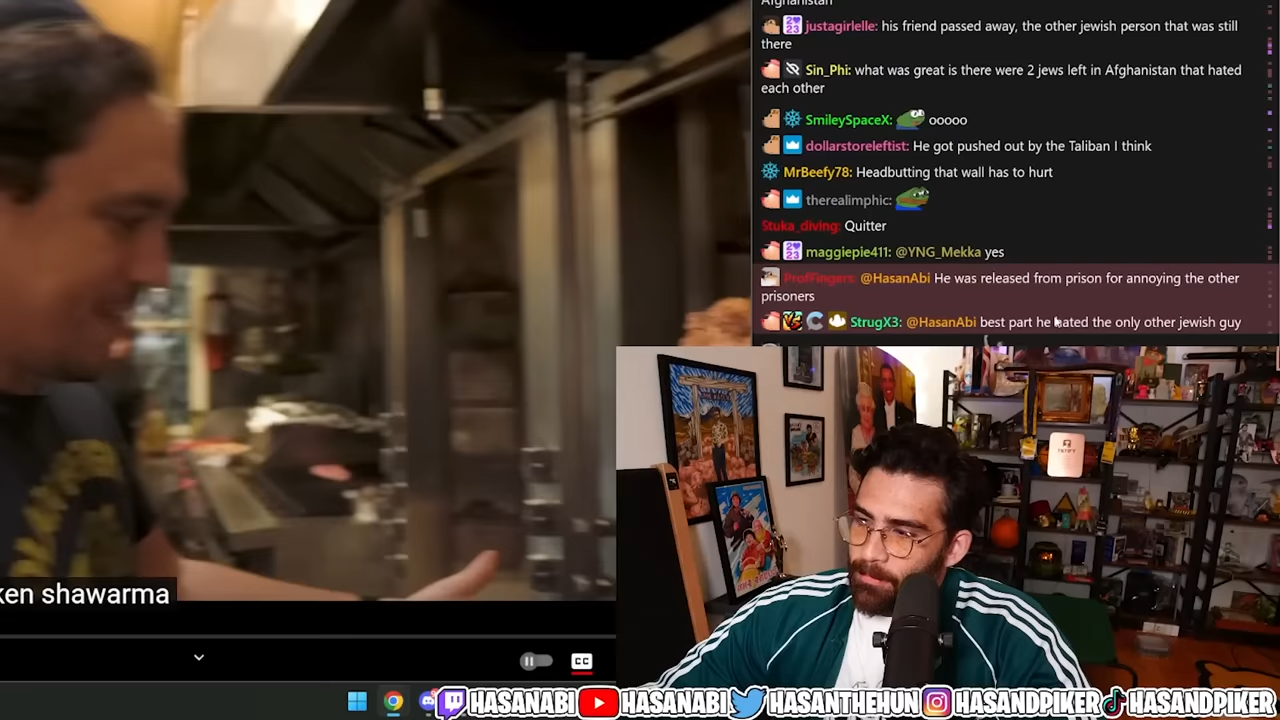 Afghanistan
justagirlelle: his friend passed away, the other jewish person that was still
there
Sin_Phi: what was great is there were 2 jews left in Afghanistan that hated
each other
SmileySpaceX: ooooo
dollarstoreleftist: He got pushed out by the Taliban I think
MrBeefy78: Headbutting that wall has to hurt
therealimphic:
Stuka_diving: Quitter
maggiepie411: @YNG_Mekka yes
ProfFingers: @HasanAbi He was released from prison for annoying the other
prisoners
StrugX3: @HasanAbi best part he hated the only other jewish guy
ken shawarma
CC
HASANABI HASANABI HASANTHEHUN HASANDPIKER HASANDPIKER